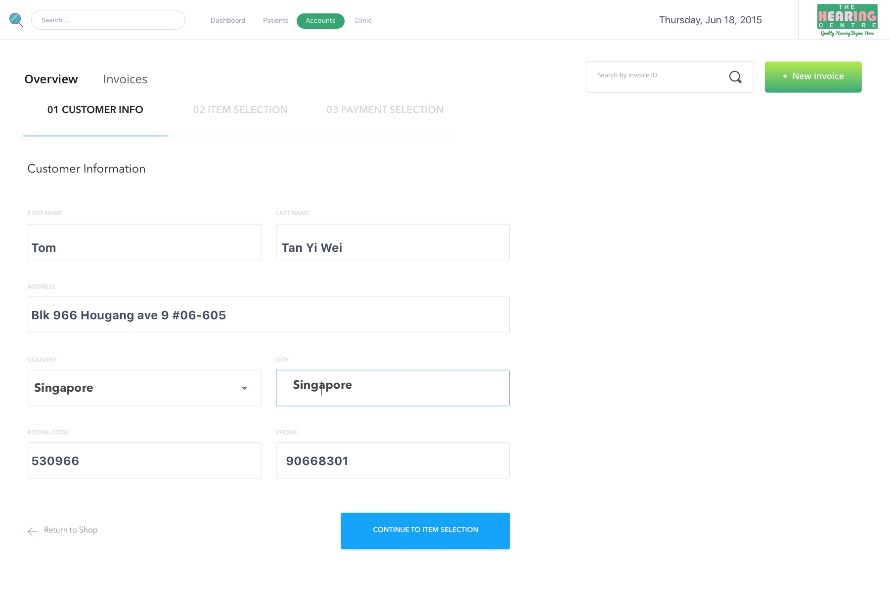 Search ...
Dashboard Patients Accounts Clinic
Thursday, Jun 18, 2015
THE
HEARING
CENTRE
Quality Hearing Begins Here
Overview Invoices
Search by invoice ID
+ New invoice
01 CUSTOMER INFO 02 ITEM SELECTION 03 PAYMENT SELECTION
Customer Information
FIRST NAME LAST NAME
Tom Tan Yi Wei
ADDRESS
Blk 966 Hougang ave 9 #06-605
COUNTRY CITY
Singapore Singapore
POSTAL CODE PHONE
530966 90668301
Return to Shop CONTINUE TO ITEM SELECTION